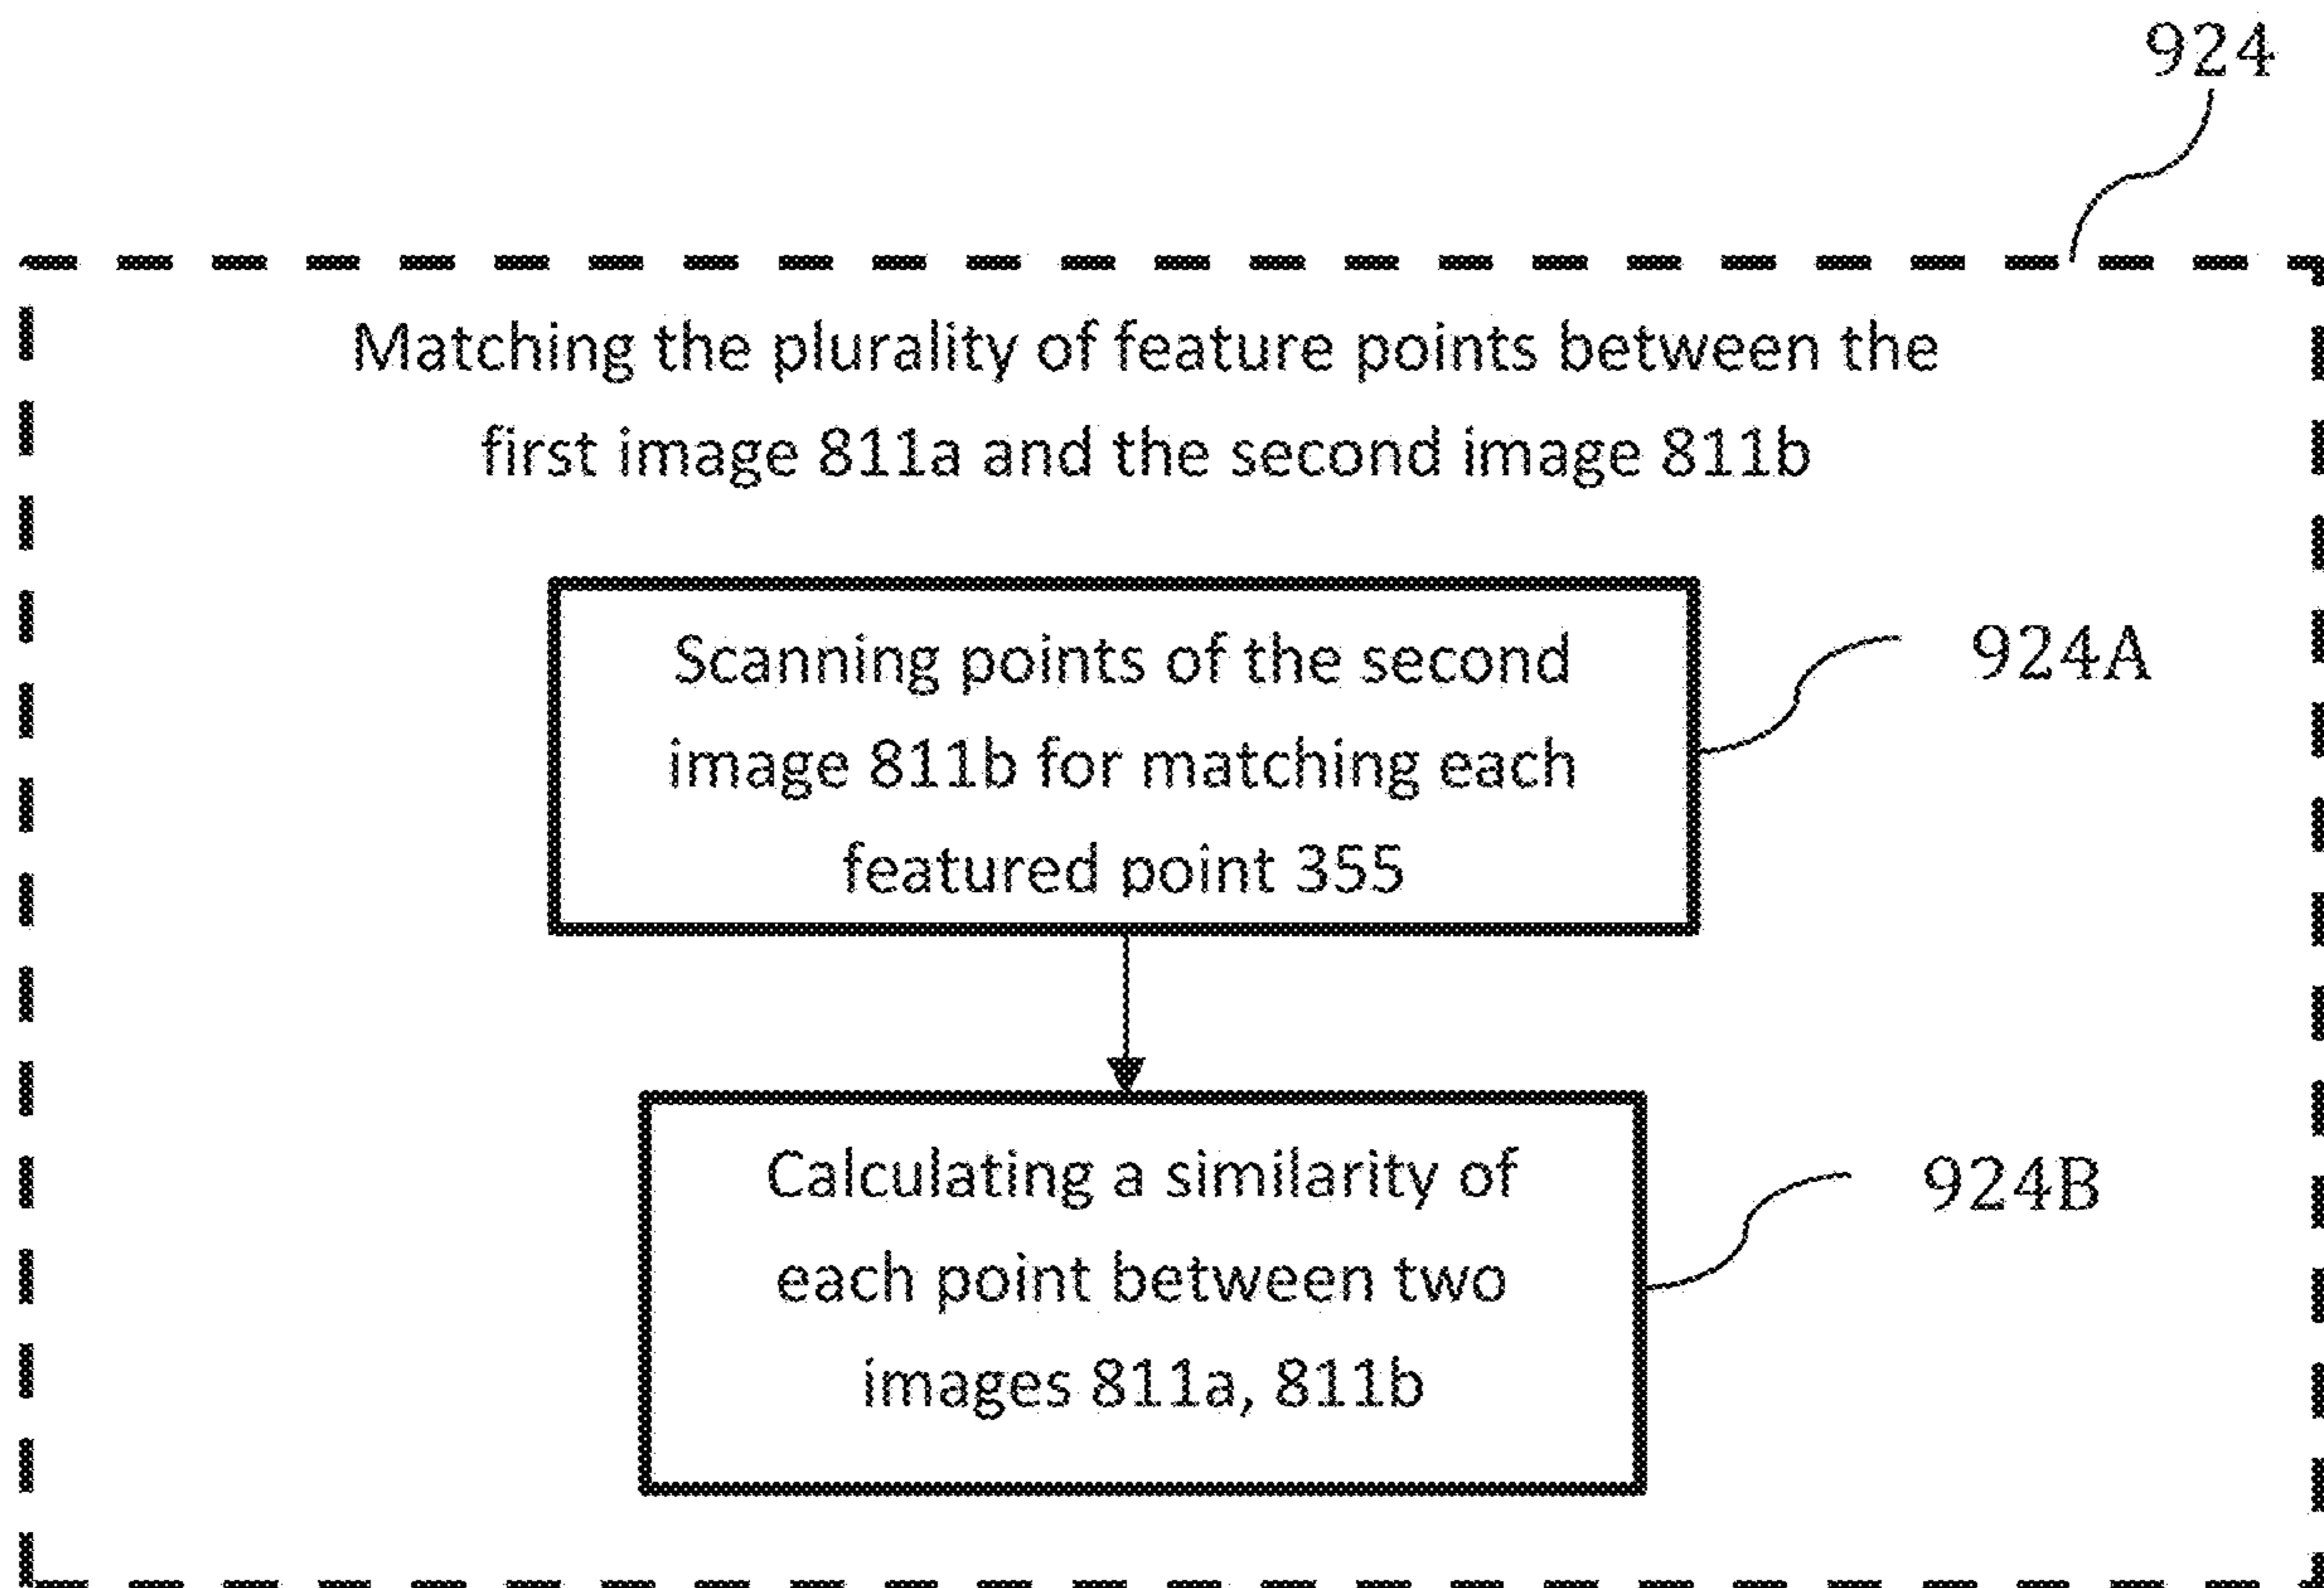 924
Matching the plurality of feature points between the
first image 811a and the second image 811b
Scanning points of the second
image 811b for matching each
featured point 355
924A
Calculating a similarity of
each point between two
images 811a, 811b
924B